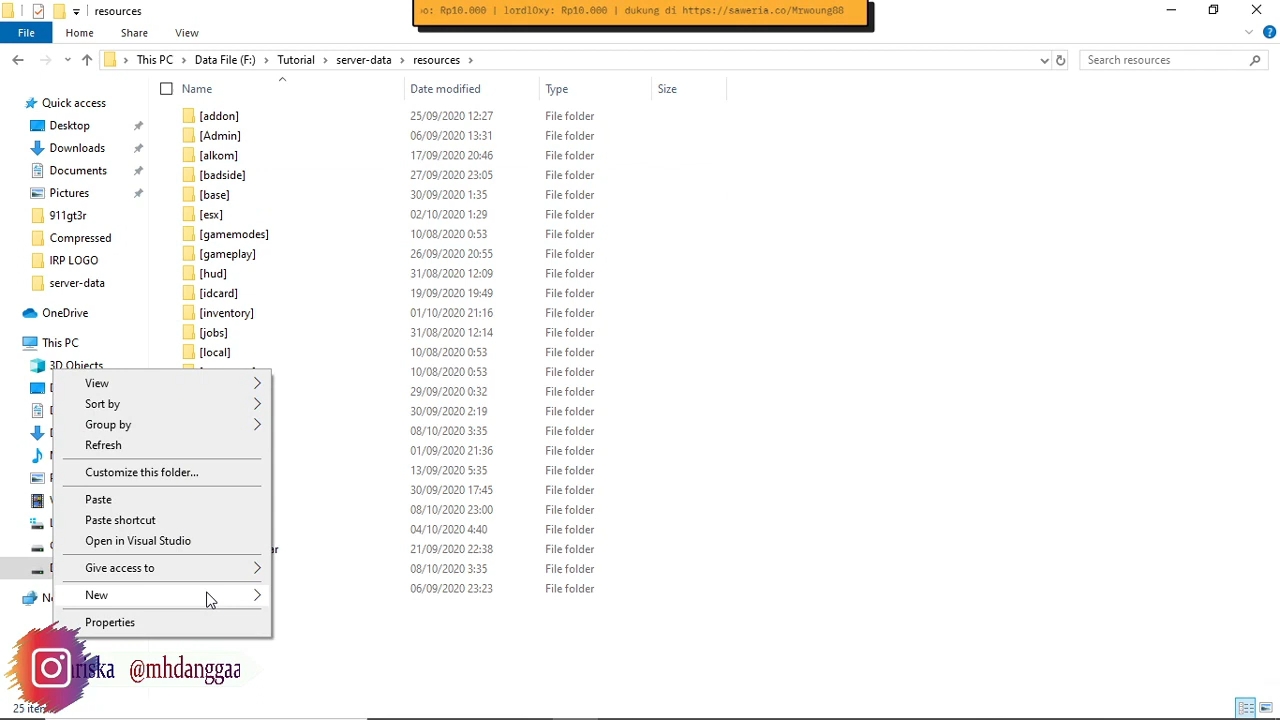 resources
po: Rp10.000 | lordlOxy: Rp10.000 | dukung di https://saweria.co/Mrwoung88
File Home Share View
This PC > Data File (F:) > Tutorial > server-data > resources >
Search resources
Name Date modified Type Size
Quick access
Desktop
Downloads
Documents
Pictures
911gt3r
Compressed
IRP LOGO
server-data
OneDrive
This PC
3D Objects
[addon] 25/09/2020 12:27 File folder
[Admin] 06/09/2020 13:31 File folder
[alkom] 17/09/2020 20:46 File folder
[badside] 27/09/2020 23:05 File folder
[base] 30/09/2020 1:35 File folder
[esx] 02/10/2020 1:29 File folder
[gamemodes] 10/08/2020 0:53 File folder
[gameplay] 26/09/2020 20:55 File folder
[hud] 31/08/2020 12:09 File folder
[idcard] 19/09/2020 19:49 File folder
[inventory] 01/10/2020 21:16 File folder
[jobs] 31/08/2020 12:14 File folder
[local] 10/08/2020 0:53 File folder
10/08/2020 0:53 File folder
29/09/2020 0:32 File folder
30/09/2020 2:19 File folder
08/10/2020 3:35 File folder
01/09/2020 21:36 File folder
13/09/2020 5:35 File folder
30/09/2020 17:45 File folder
08/10/2020 23:00 File folder
04/10/2020 4:40 File folder
21/09/2020 22:38 File folder
08/10/2020 3:35 File folder
06/09/2020 23:23 File folder
View
Sort by
Group by
Refresh
Customize this folder...
Paste
Paste shortcut
Open in Visual Studio
Give access to
New
Properties
@mhdanggaa
25